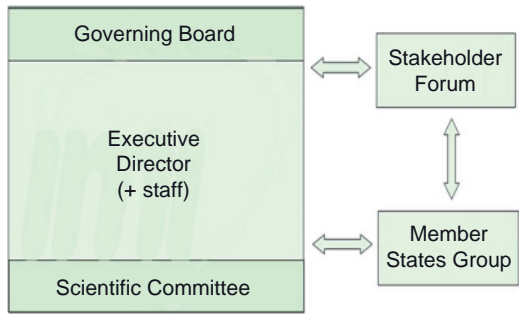 Governing Board
Executive
Director
(+ staff)
Scientific Committee
Stakeholder
Forum
Member
States Group